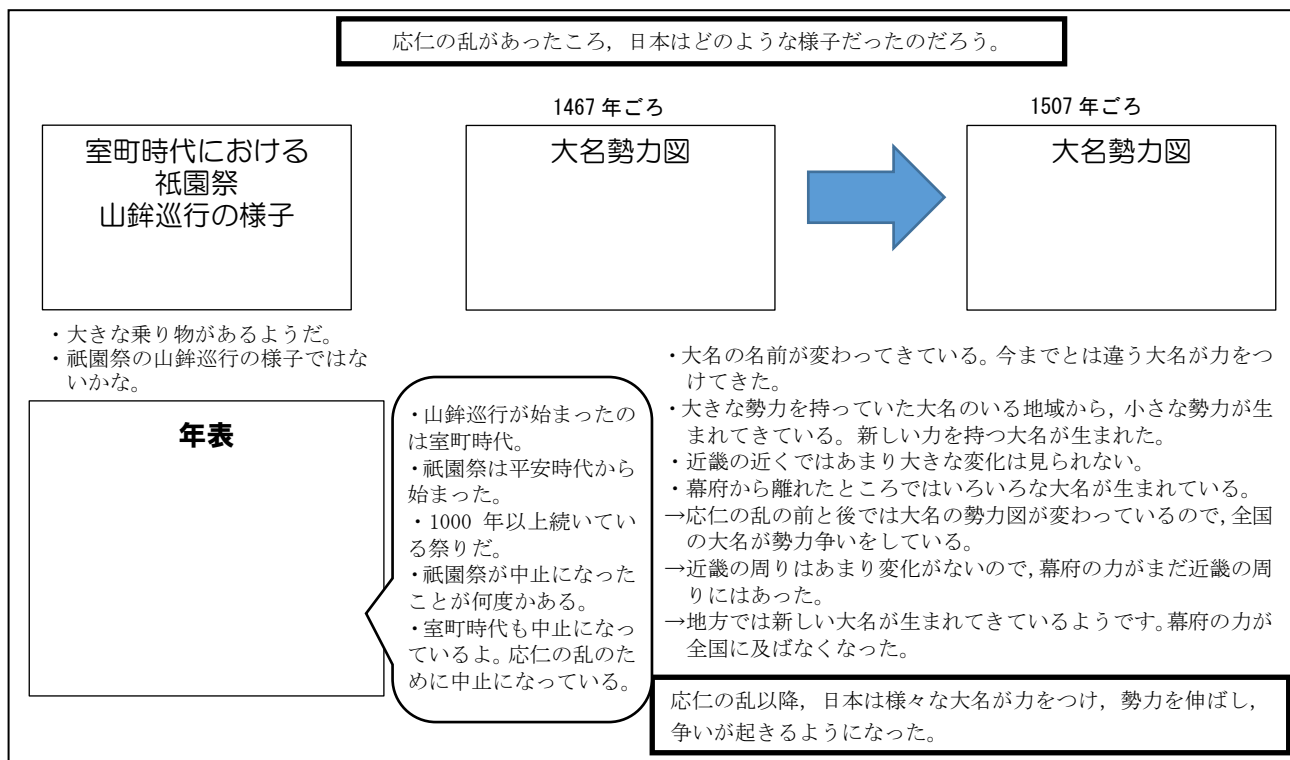 応仁の乱があったころ，日本はどのような様子だったのだろう。
室町時代における
祇園祭
山鉾巡行の様子
1467 年ごろ
大名勢力図
1507 年ごろ
大名勢力図
・大きな乗り物があるようだ。
・祇園祭の山鉾巡行の様子ではな
いかな。
年表
・山鉾巡行が始まったの
は室町時代。
・祇園祭は平安時代から
始まった。
・1000 年以上続いてい
る祭りだ。
・祇園祭が中止になった
ことが何度かある。
・室町時代も中止になっ
ているよ。応仁の乱のた
めに中止になっている。
・大名の名前が変わってきている。今までとは違う大名が力をつ
けてきた。
・大きな勢力を持っていた大名のいる地域から，小さな勢力が生
まれてきている。新しい力を持つ大名が生まれた。
・近畿の近くではあまり大きな変化は見られない。
・幕府から離れたところではいろいろな大名が生まれている。
→応仁の乱の前と後では大名の勢力図が変わっているので，全国
の大名が勢力争いをしている。
→近畿の周りはあまり変化がないので，幕府の力がまだ近畿の周
りにはあった。
→地方では新しい大名が生まれてきているようです。幕府の力が
全国に及ばなくなった。
応仁の乱以降，日本は様々な大名が力をつけ，勢力を伸ばし，
争いが起きるようになった。